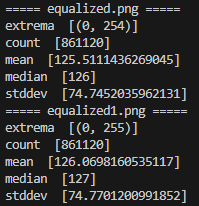 ===== equalized.png =====
extrema  [(0, 254)]
count  [861120]
mean  [125.5111436269045]
median  [126]
stddev  [74.7452035962131]
===== equalized1.png =====
extrema  [(0, 255)]
count  [861120]
mean  [126.0698160535117]
median  [127]
stddev  [74.7701200991852]